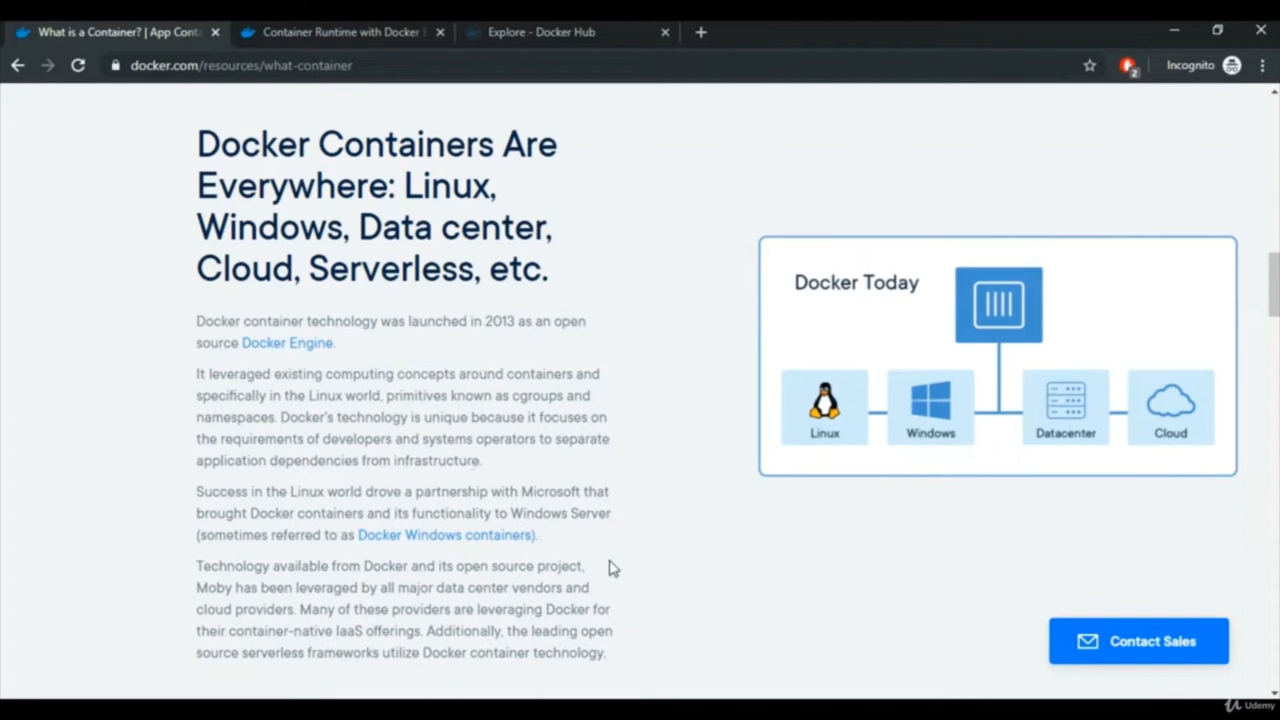 What is a Container? | App Conta
Container Runtime with Docker E
Explore - Docker Hub
docker.com/resources/what-container
2
Incognito
Docker Containers Are
Everywhere: Linux,
Windows, Data center,
Cloud, Serverless, etc.
Docker container technology was launched in 2013 as an open
source Docker Engine.
It leveraged existing computing concepts around containers and
specifically in the Linux world, primitives known as cgroups and
namespaces. Docker's technology is unique because it focuses on
the requirements of developers and systems operators to separate
application dependencies from infrastructure.
Success in the Linux world drove a partnership with Microsoft that
brought Docker containers and its functionality to Windows Server
(sometimes referred to as Docker Windows containers).
Technology available from Docker and its open source project,
Moby has been leveraged by all major data center vendors and
cloud providers. Many of these providers are leveraging Docker for
their container-native IaaS offerings. Additionally, the leading open
source serverless frameworks utilize Docker container technology.
Docker Today
Linux
Windows
Datacenter
Cloud
Contact Sales
Udemy